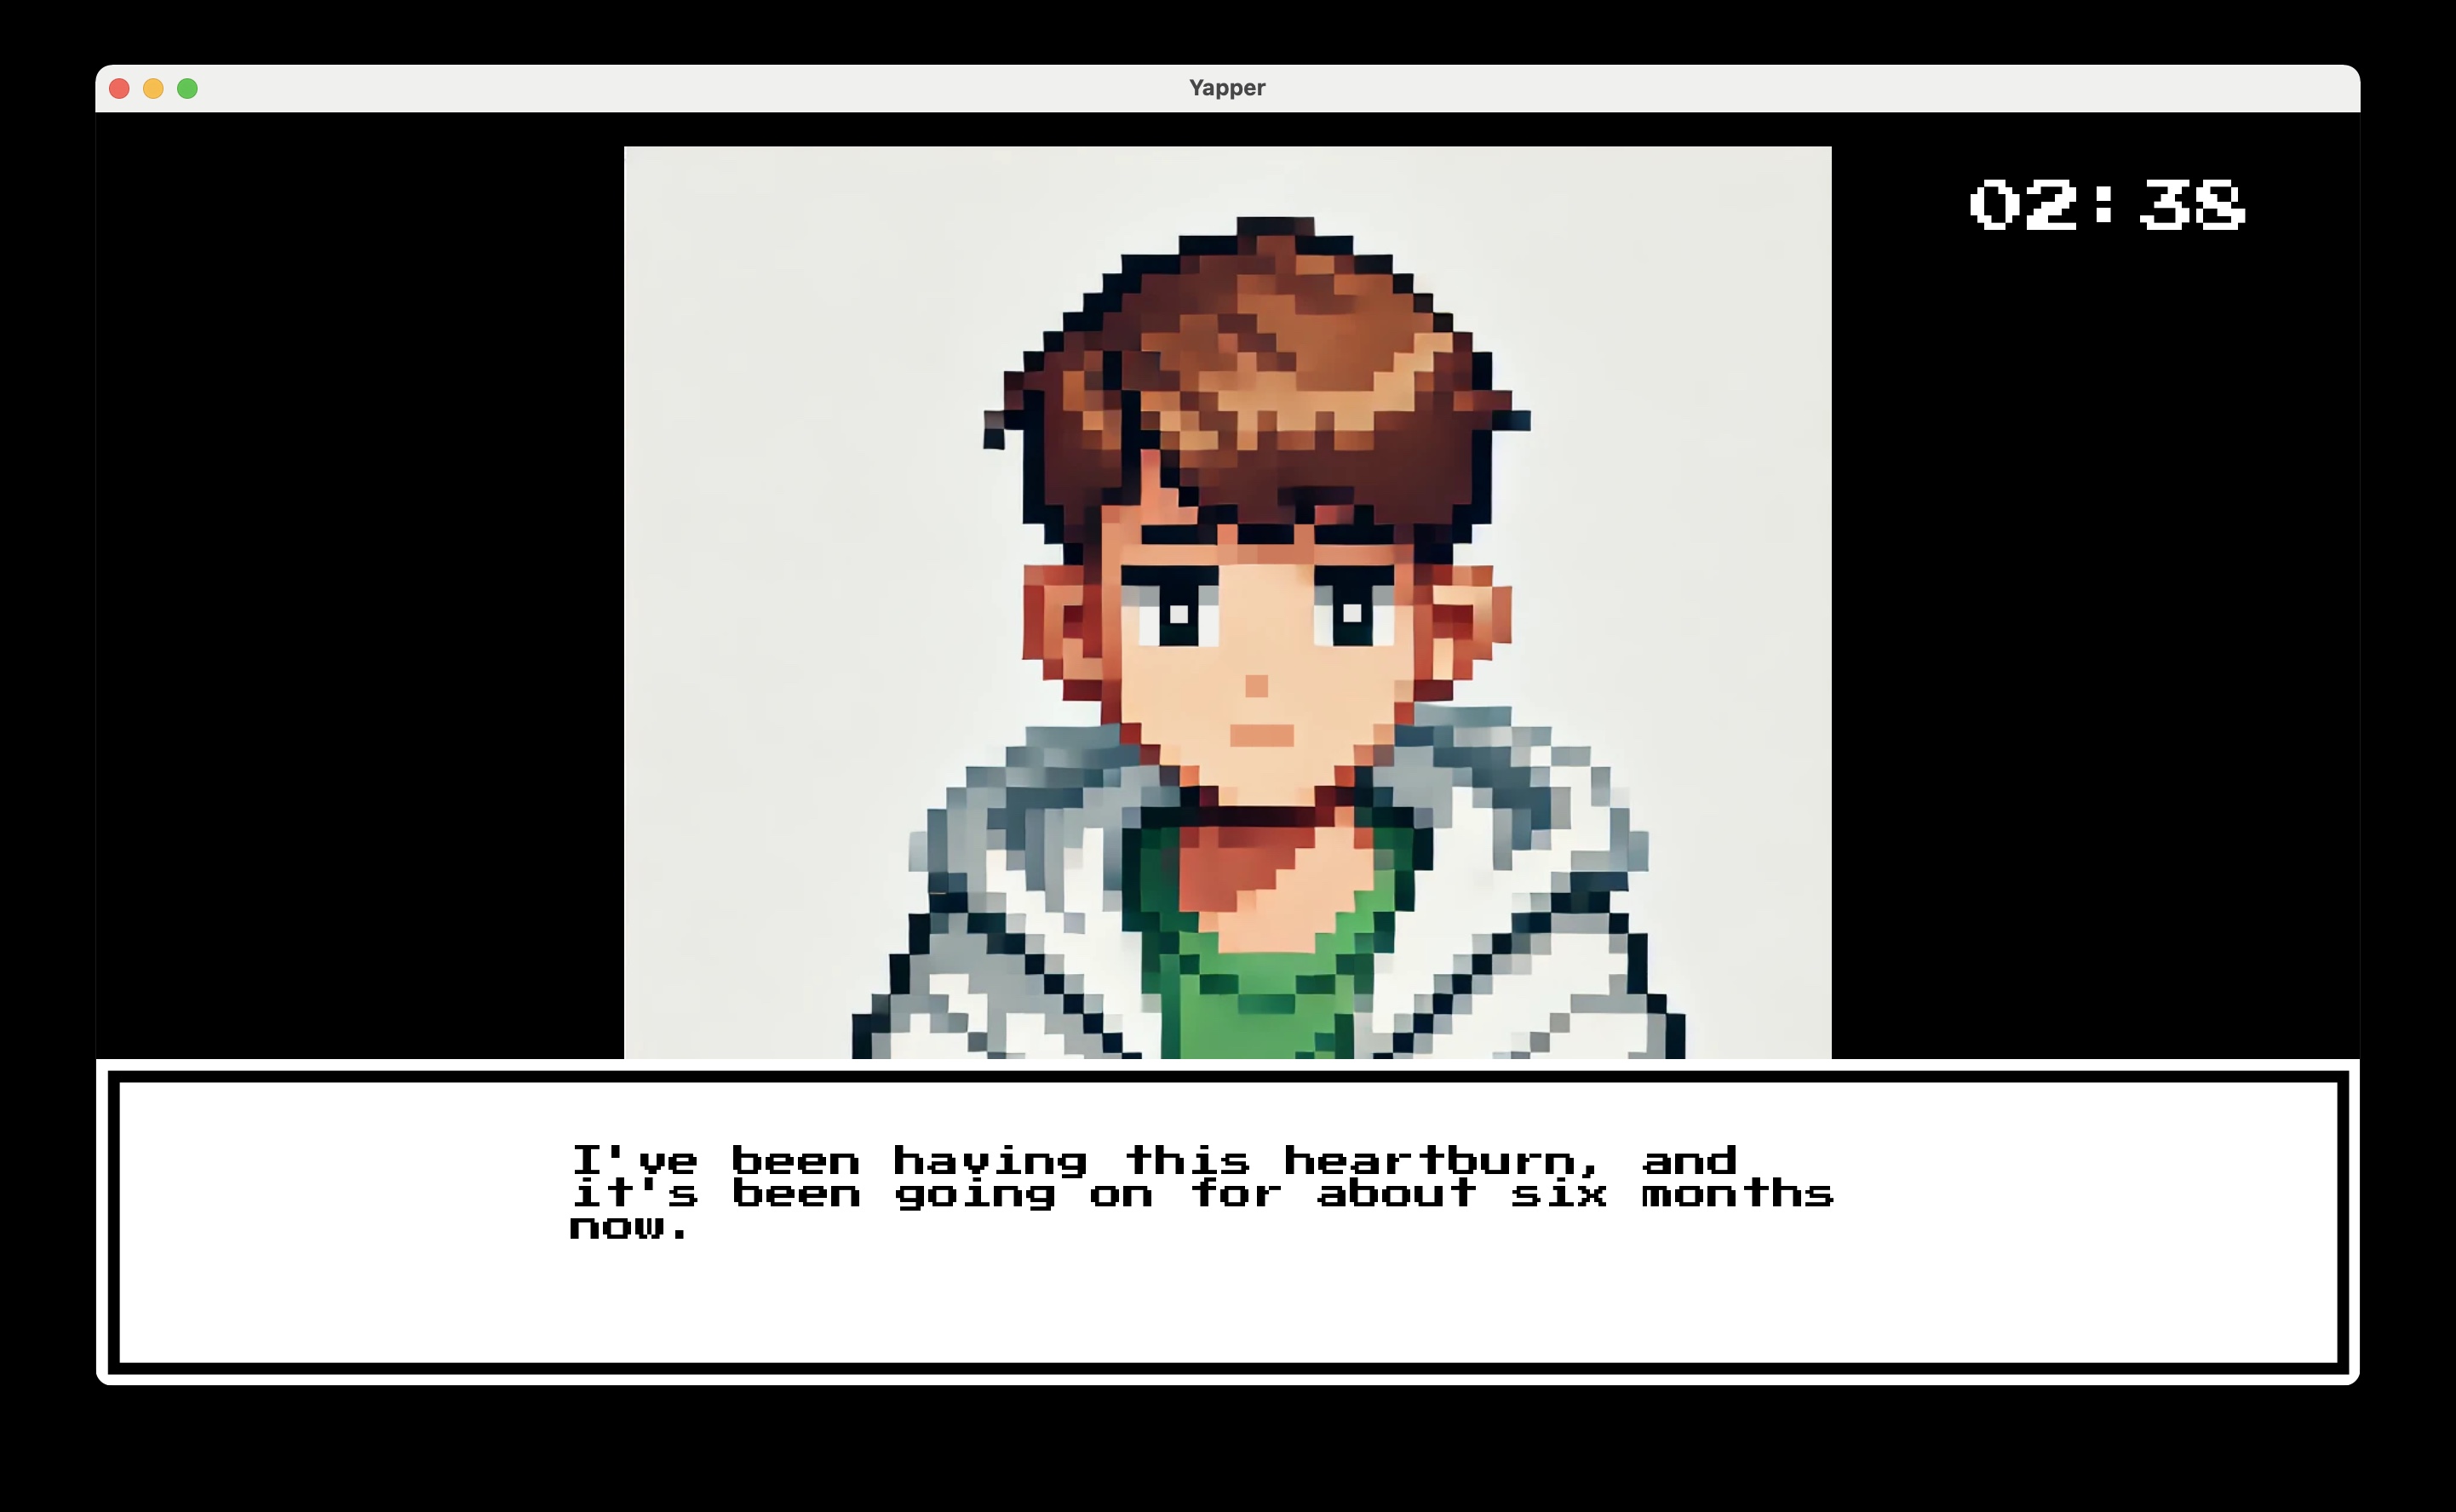 Yapper
02:38
I've been having this heartburn, and
it's been going on for about six months
now.